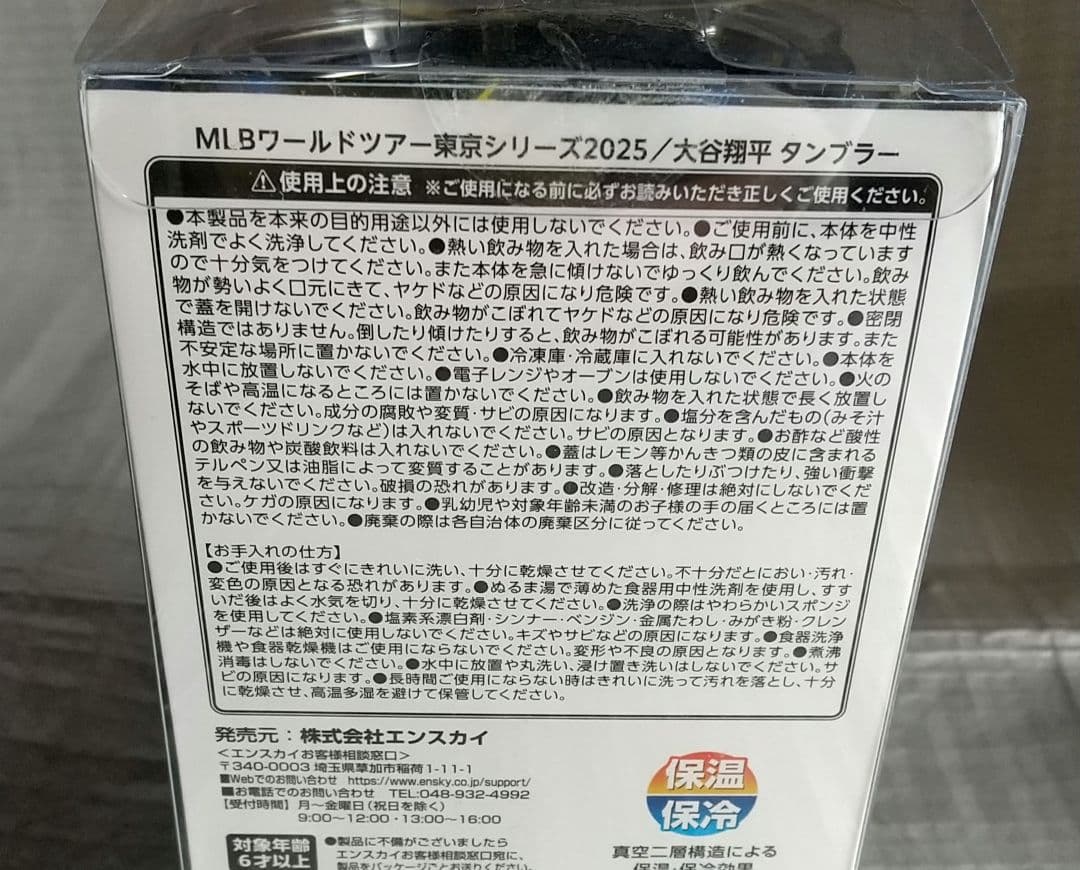 MLBワールドツアー東京シリーズ2025／大谷翔平 タンブラー
⚠使用上の注意 ※ご使用になる前に必ずお読みいただき正しくご使用ください。
●本製品を本来の目的用途以外には使用しないでください。●ご使用前に、本体を中性
洗剤でよく洗浄してください。●熱い飲み物を入れた場合は、飲み口が熱くなっています
ので十分気をつけてください。また本体を急に傾けないでゆっくり飲んでください。飲み
物が勢いよく口元にきて、ヤケドなどの原因になり危険です。●熱い飲み物を入れた状態
で蓋を開けないでください。飲み物がこぼれてヤケドなどの原因になり危険です。●密閉
構造ではありません。倒したり傾けたりすると、飲み物がこぼれる可能性があります。また
不安定な場所に置かないでください。●冷凍庫・冷蔵庫に入れないでください。●本体を
水中に放置しないでください。●電子レンジやオーブンは使用しないでください。●火の
そばや高温になるところには置かないでください。●飲み物を入れた状態で長く放置し
ないでください。成分の腐敗や変質・サビの原因になります。●塩分を含んだもの(みそ汁
やスポーツドリンクなど)は入れないでください。サビの原因となります。●お酢など酸性
の飲み物や炭酸飲料は入れないでください。●蓋はレモン等かんきつ類の皮に含まれる
テルペン又は油脂によって変質することがあります。●落としたりぶつけたり、強い衝撃
を与えないでください。破損の恐れがあります。●改造・分解・修理は絶対にしないでくだ
さい。ケガの原因になります。●乳幼児や対象年齢未満のお子様の手の届くところには置
かないでください。●廃棄の際は各自治体の廃棄区分に従ってください。
【お手入れの仕方】
●ご使用後はすぐにきれいに洗い、十分に乾燥させてください。不十分だとにおい・汚れ・
変色の原因となる恐れがあります。●ぬるま湯で薄めた食器用中性洗剤を使用し、すす
いだ後はよく水気を切り、十分に乾燥させてください。●洗浄の際はやわらかいスポンジ
を使用してください。●塩素系漂白剤・シンナー・ベンジン・金属たわし・みがき粉・クレン
ザーなどは絶対に使用しないでください。キズやサビなどの原因になります。●食器洗浄
機や食器乾燥機はご使用にならないでください。変形や不良の原因となります。●煮沸
消毒はしないでください。●水中に放置や丸洗い、浸け置き洗いはしないでください。サ
ビの原因になります。●長時間ご使用にならない時はきれいに洗って汚れを落とし、十分
に乾燥させ、高温多湿を避けて保管してください。
発売元：株式会社エンスカイ
＜エンスカイお客様相談窓口＞
〒340-0003 埼玉県草加市稲荷1-11-1
■Webでのお問い合わせ https://www.ensky.co.jp/support/
■お電話でのお問い合わせ TEL:048-932-4992
【受付時間】 月～金曜日(祝日を除く)
9:00～12:00・13:00～16:00
対象年齢
6才以上
●製品に不備がございましたら
エンスカイお客様相談窓口宛に、
製品をパッケージごとお送りください。
保温
保冷
真空二層構造による
保温・保冷効果